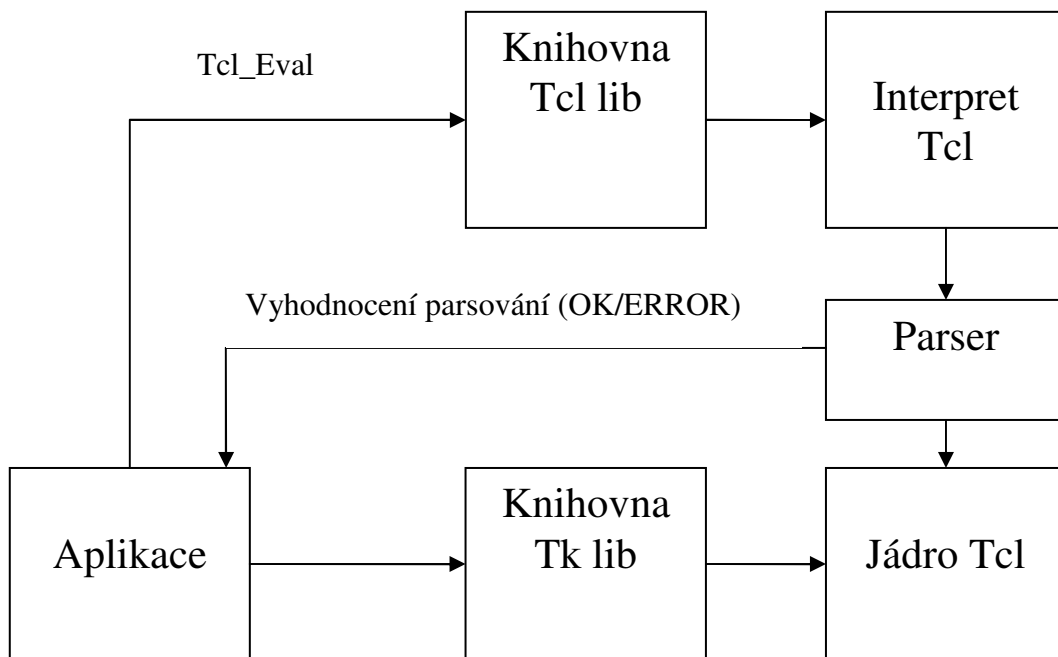 Tcl_Eval
Knihovna
Tcl lib
Interpret
Tcl
Vyhodnocení parsování (OK/ERROR)
Parser
Aplikace
Knihovna
Tk lib
Jádro Tcl